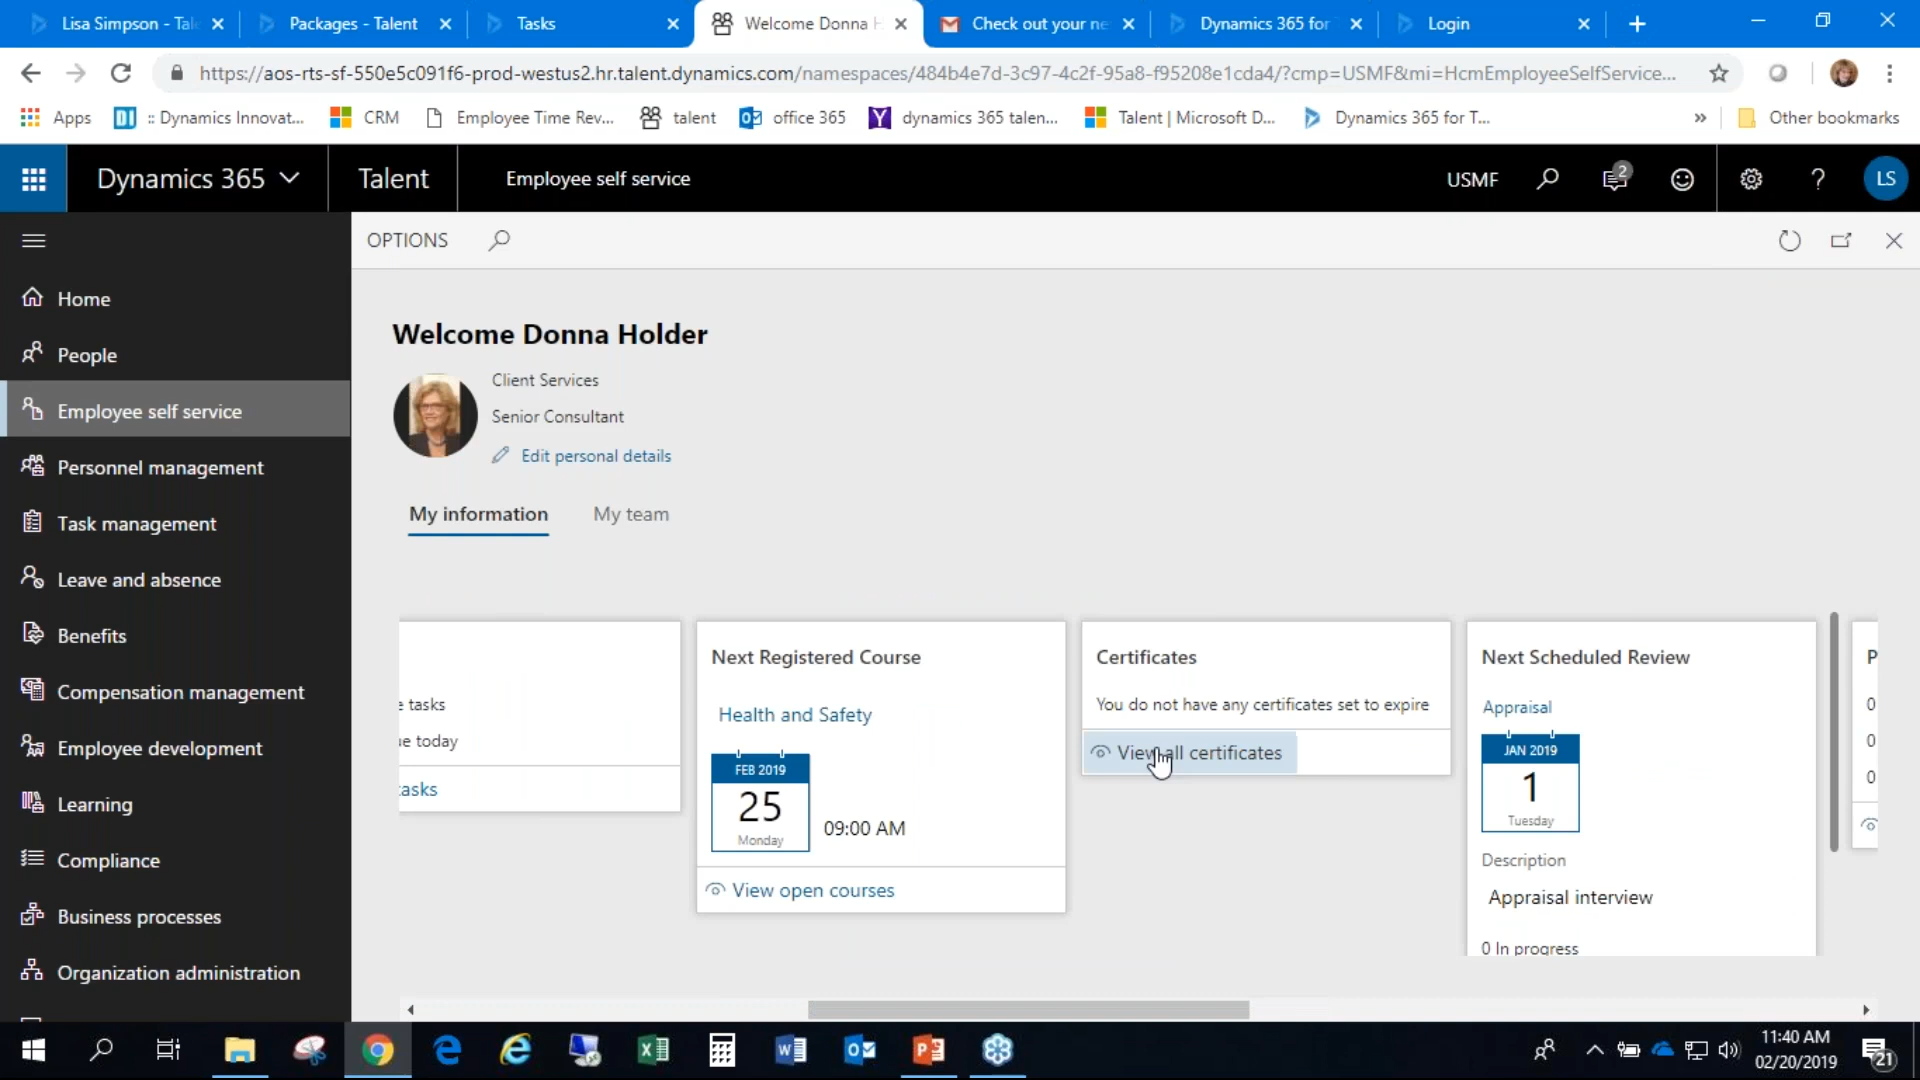 Lisa Simpson - Tal
Packages - Talent
Tasks
Welcome Donna H
Check out your ne
Dynamics 365 for
Login
https://aos-rts-sf-550e5c091f6-prod-westus2.hr.talent.dynamics.com/namespaces/484b4e7d-3c97-4c2f-95a8-f95208e1cda4/?cmp=USMF&mi=HcmEmployeeSelfService...
Apps
:: Dynamics Innovat...
CRM
Employee Time Rev...
talent
office 365
dynamics 365 talen...
Talent | Microsoft D...
Dynamics 365 for T...
»
Other bookmarks
Dynamics 365
Talent
Employee self service
USMF
2
?
LS
OPTIONS
Home
People
Employee self service
Personnel management
Task management
Leave and absence
Benefits
Compensation management
Employee development
Learning
Compliance
Business processes
Organization administration
Welcome Donna Holder
Client Services
Senior Consultant
Edit personal details
My information
My team
e tasks
ue today
tasks
Next Registered Course
Health and Safety
FEB 2019
25
Monday
09:00 AM
View open courses
Certificates
You do not have any certificates set to expire
View all certificates
Next Scheduled Review
Appraisal
JAN 2019
1
Tuesday
Description
Appraisal interview
0 In progress
P
0
0
0
11:40 AM
02/20/2019
21